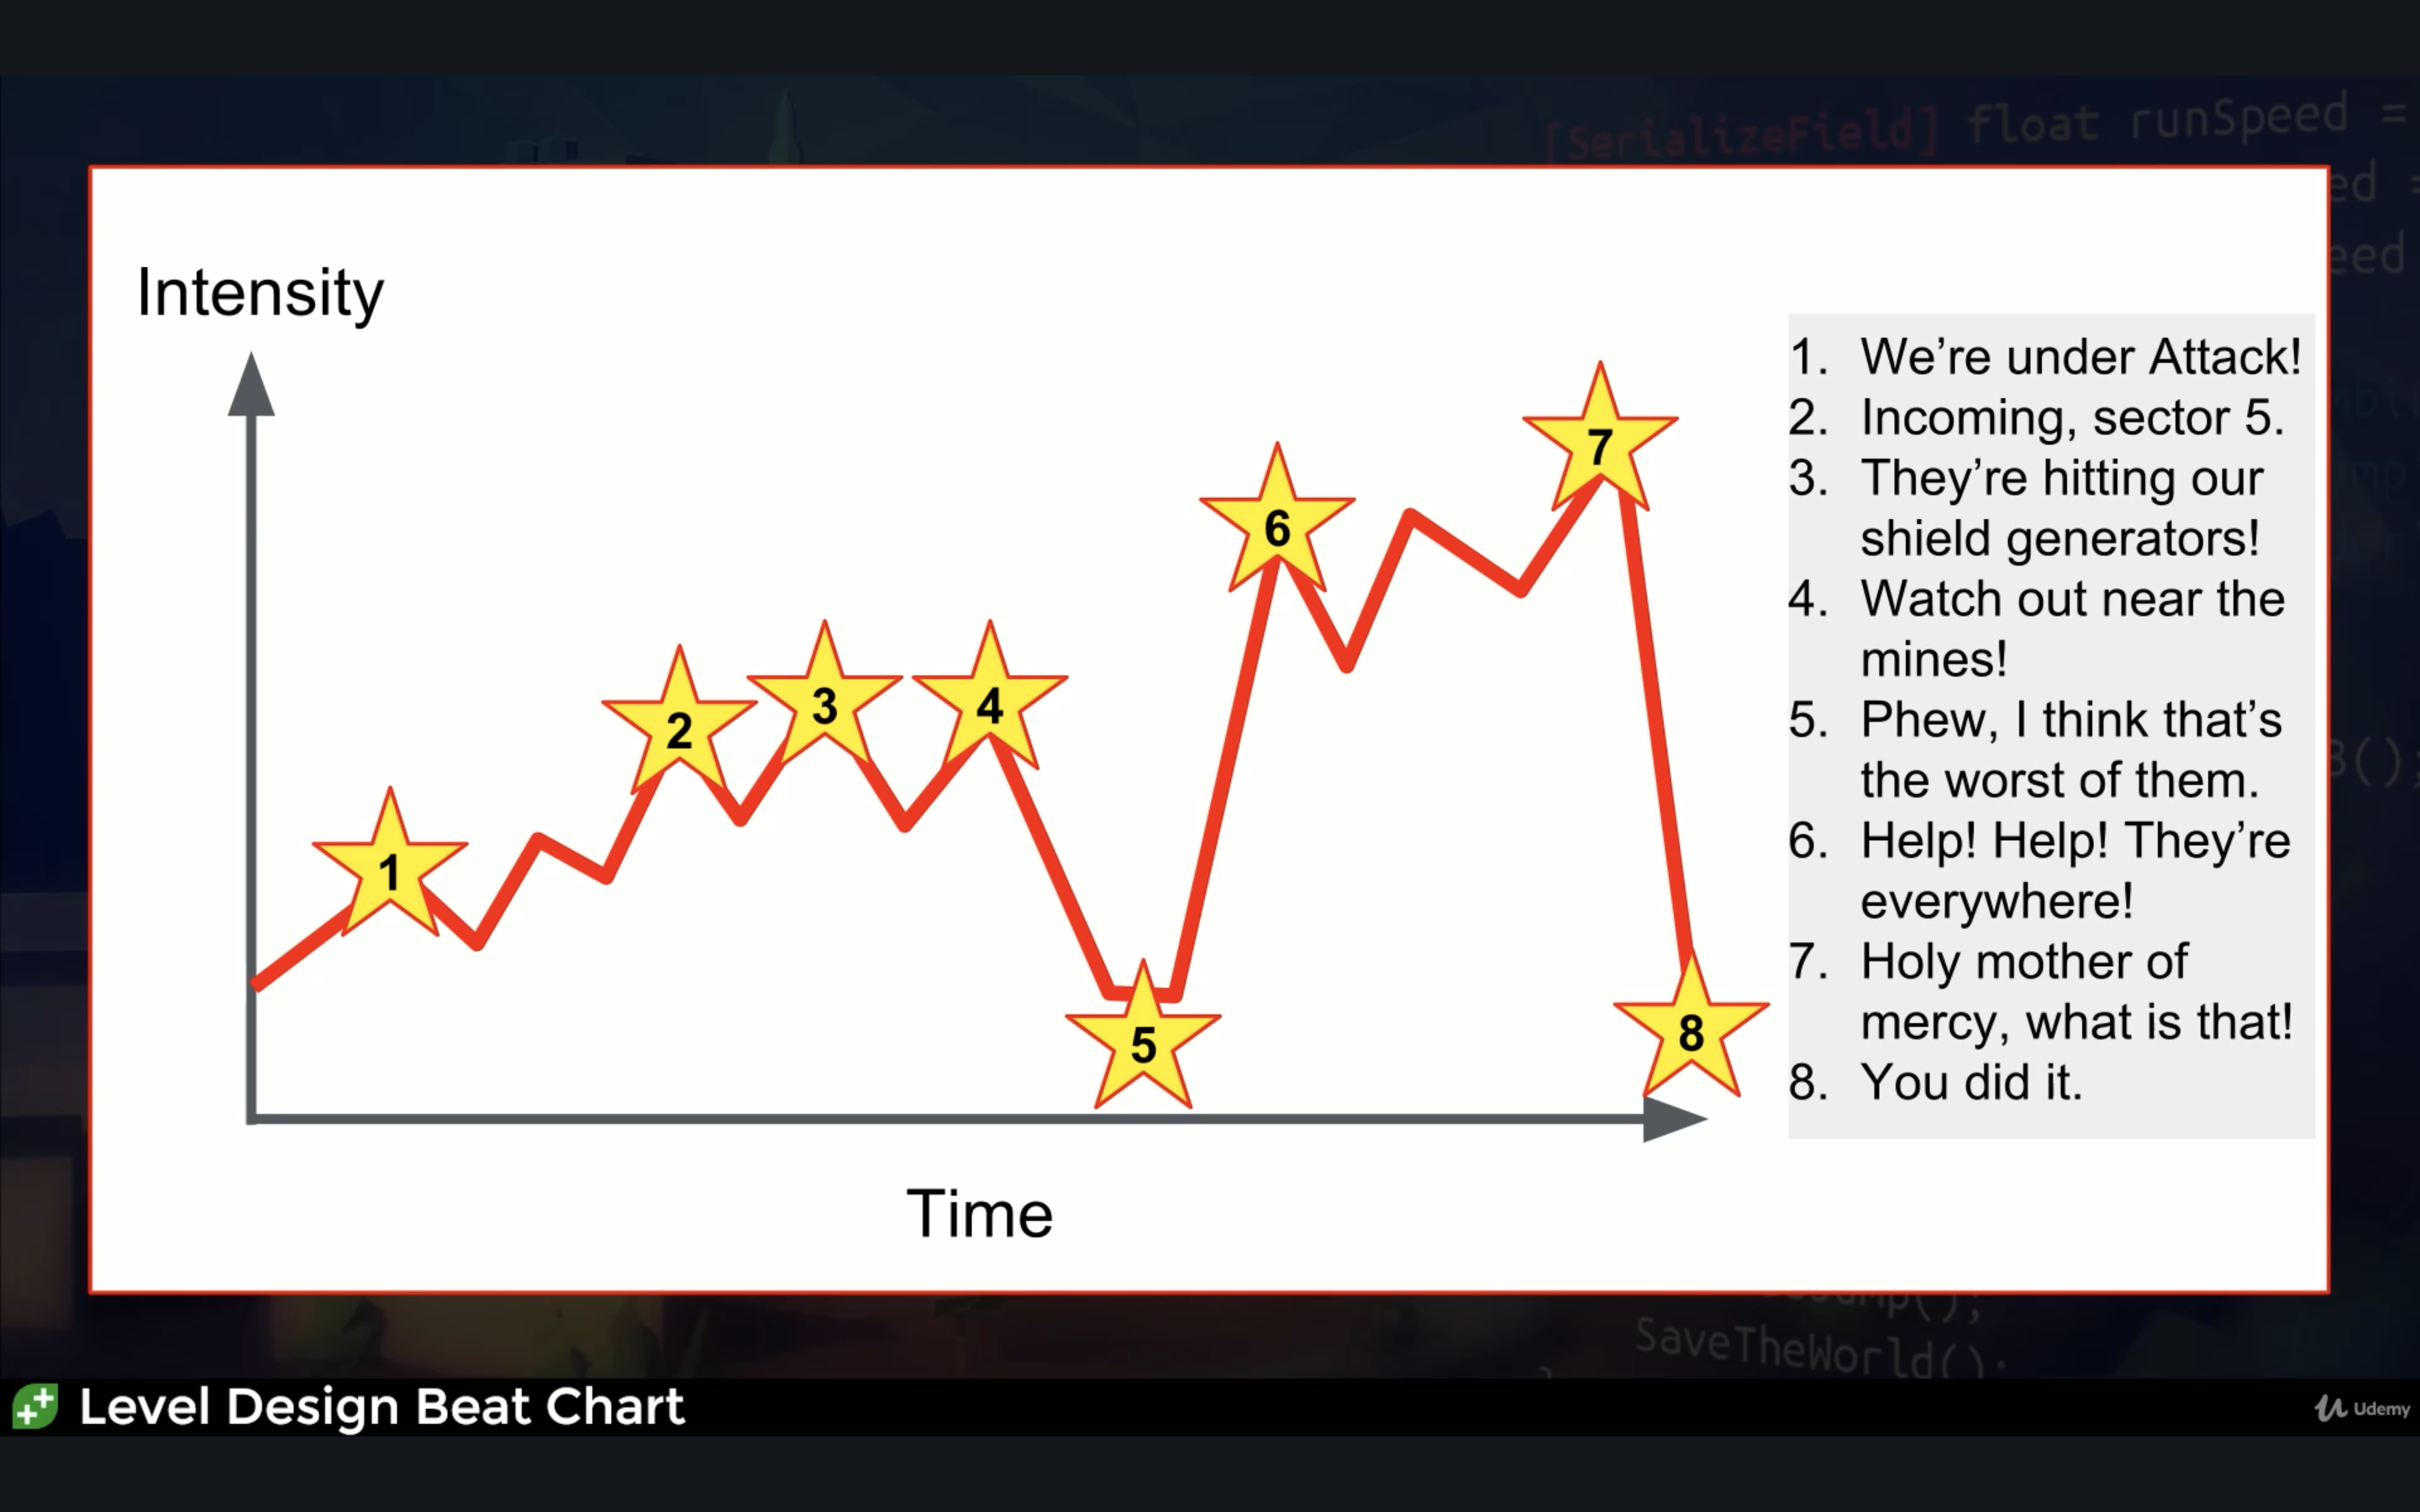 [SerializeField] float runSpeed =
ed =
eed
Intensity
1. We’re under Attack!
2. Incoming, sector 5.
3. They’re hitting our
shield generators!
4. Watch out near the
mines!
5. Phew, I think that’s
the worst of them.
6. Help! Help! They’re
everywhere!
7. Holy mother of
mercy, what is that!
8. You did it.
7
6
3
4
2
1
5
8
Time
SaveTheWorld();
Level Design Beat Chart
Udemy